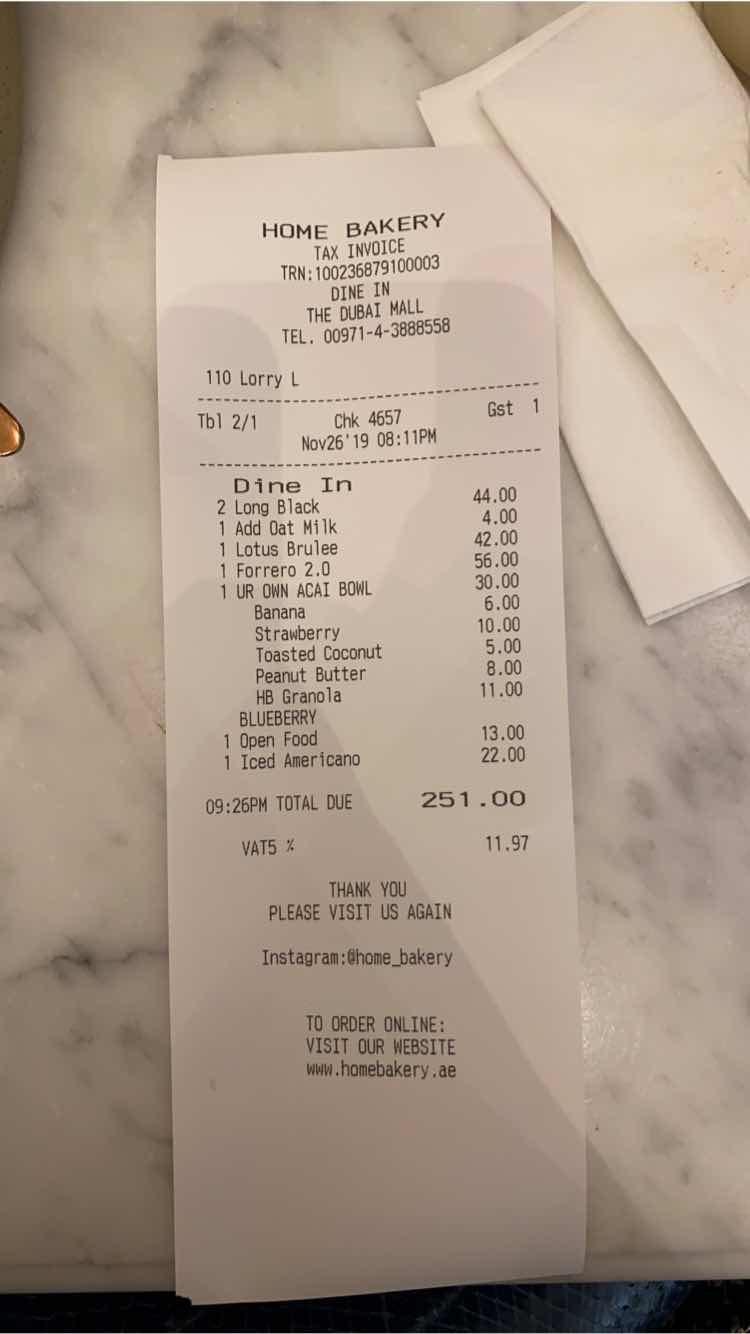 HOME BAKERY
TAX INVOICE
TRN:100236879100003
DINE IN
THE DUBAI MALL
TEL. 00971-4-3888558
110 Lorry L
Tbl 2/1 Chk 4657 Gst 1
Nov26'19 08:11PM
Dine In
2 Long Black 44.00
1 Add Oat Milk 4.00
1 Lotus Brulee 42.00
1 Forrero 2.0 56.00
1 UR OWN ACAI BOWL 30.00
Banana 6.00
Strawberry 10.00
Toasted Coconut 5.00
Peanut Butter 8.00
HB Granola 11.00
BLUEBERRY
1 Open Food 13.00
1 Iced Americano 22.00
09:26PM TOTAL DUE 251.00
VAT5 % 11.97
THANK YOU
PLEASE VISIT US AGAIN
Instagram:@home_bakery
TO ORDER ONLINE:
VISIT OUR WEBSITE
www.homebakery.ae